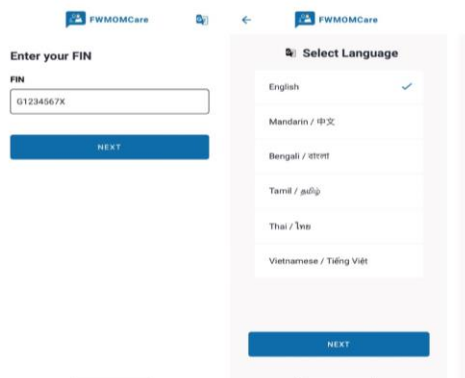 FWMOMCare
Enter your FIN
FIN
G1234567X
NEXT
FWMOMCare
Select Language
English
Mandarin / 中文
Bengali / বাংলা
Tamil / தமிழ்
Thai / ไทย
Vietnamese / Tiếng Việt
NEXT